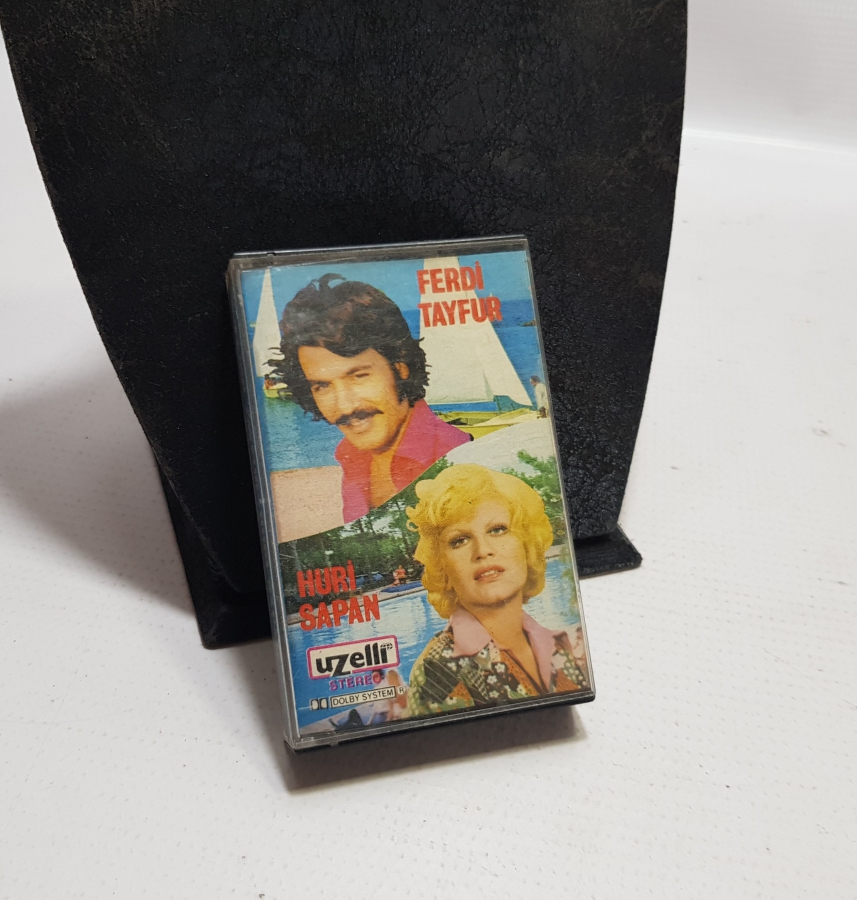 FERDİ
TAYFUR
HURİ
SAPAN
uzelli
STEREO
DOLBY SYSTEM R